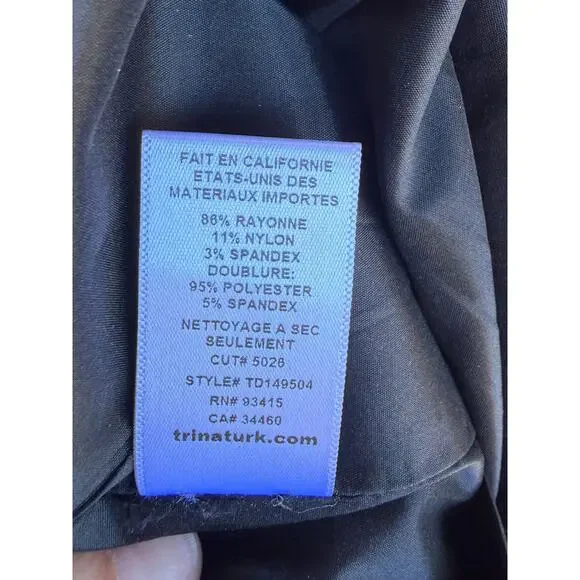 FAIT EN CALIFORNIE
ETATS-UNIS DES
MATERIAUX IMPORTES
86% RAYONNE
11% NYLON
3% SPANDEX
DOUBLURE:
95% POLYESTER
5% SPANDEX
NETTOYAGE A SEC
SEULEMENT
CUT# 5026
STYLE# TD149504
RN# 93415
CA# 34460
trinaturk.com